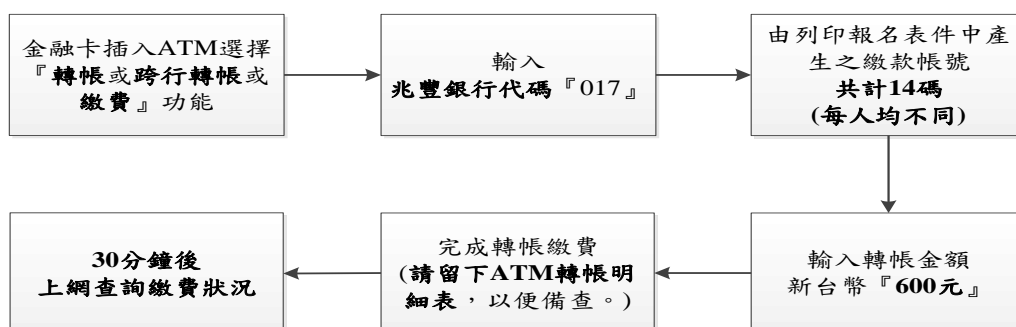 金融卡插入ATM選擇
『轉帳或跨行轉帳或
繳費』功能
輸入
兆豐銀行代碼『017』
由列印報名表件中產
生之繳款帳號
共計14碼
(每人均不同)
輸入轉帳金額
新台幣『600元』
完成轉帳繳費
(請留下ATM轉帳明
細表，以便備查。)
30分鐘後
上網查詢繳費狀況